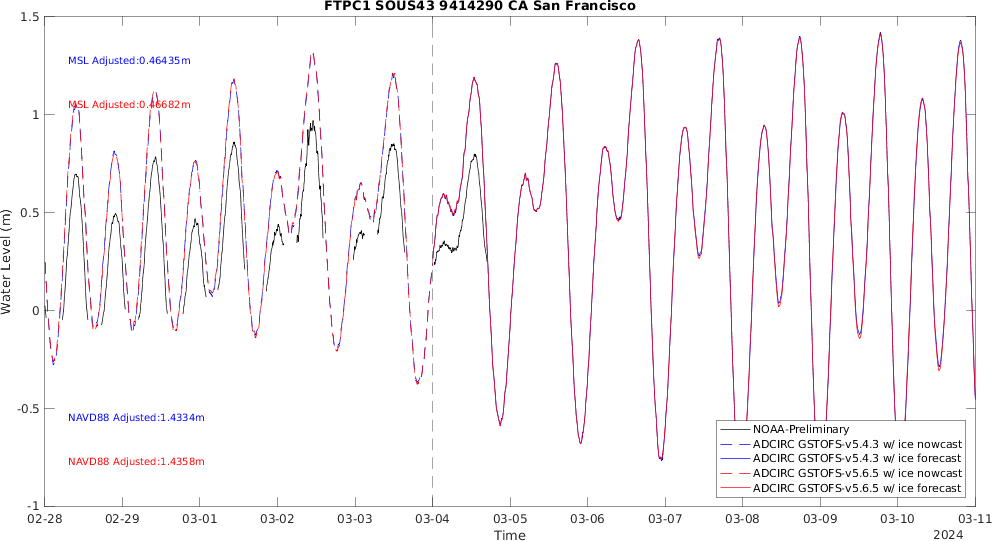 FTPC1 SOUS43 9414290 CA San Francisco
1.5
1
0.5
0
-0.5
-1
Water Level (m)
MSL Adjusted:0.46435m
MSL Adjusted:0.46682m
NAVD88 Adjusted:1.4334m
NAVD88 Adjusted:1.4358m
NOAA-Preliminary
ADCIRC GSTOFS-v5.4.3 w/ ice nowcast
ADCIRC GSTOFS-v5.4.3 w/ ice forecast
ADCIRC GSTOFS-v5.6.5 w/ ice nowcast
ADCIRC GSTOFS-v5.6.5 w/ ice forecast
02-28 02-29 03-01 03-02 03-03 03-04 03-05 03-06 03-07 03-08 03-09 03-10 03-11
Time
2024